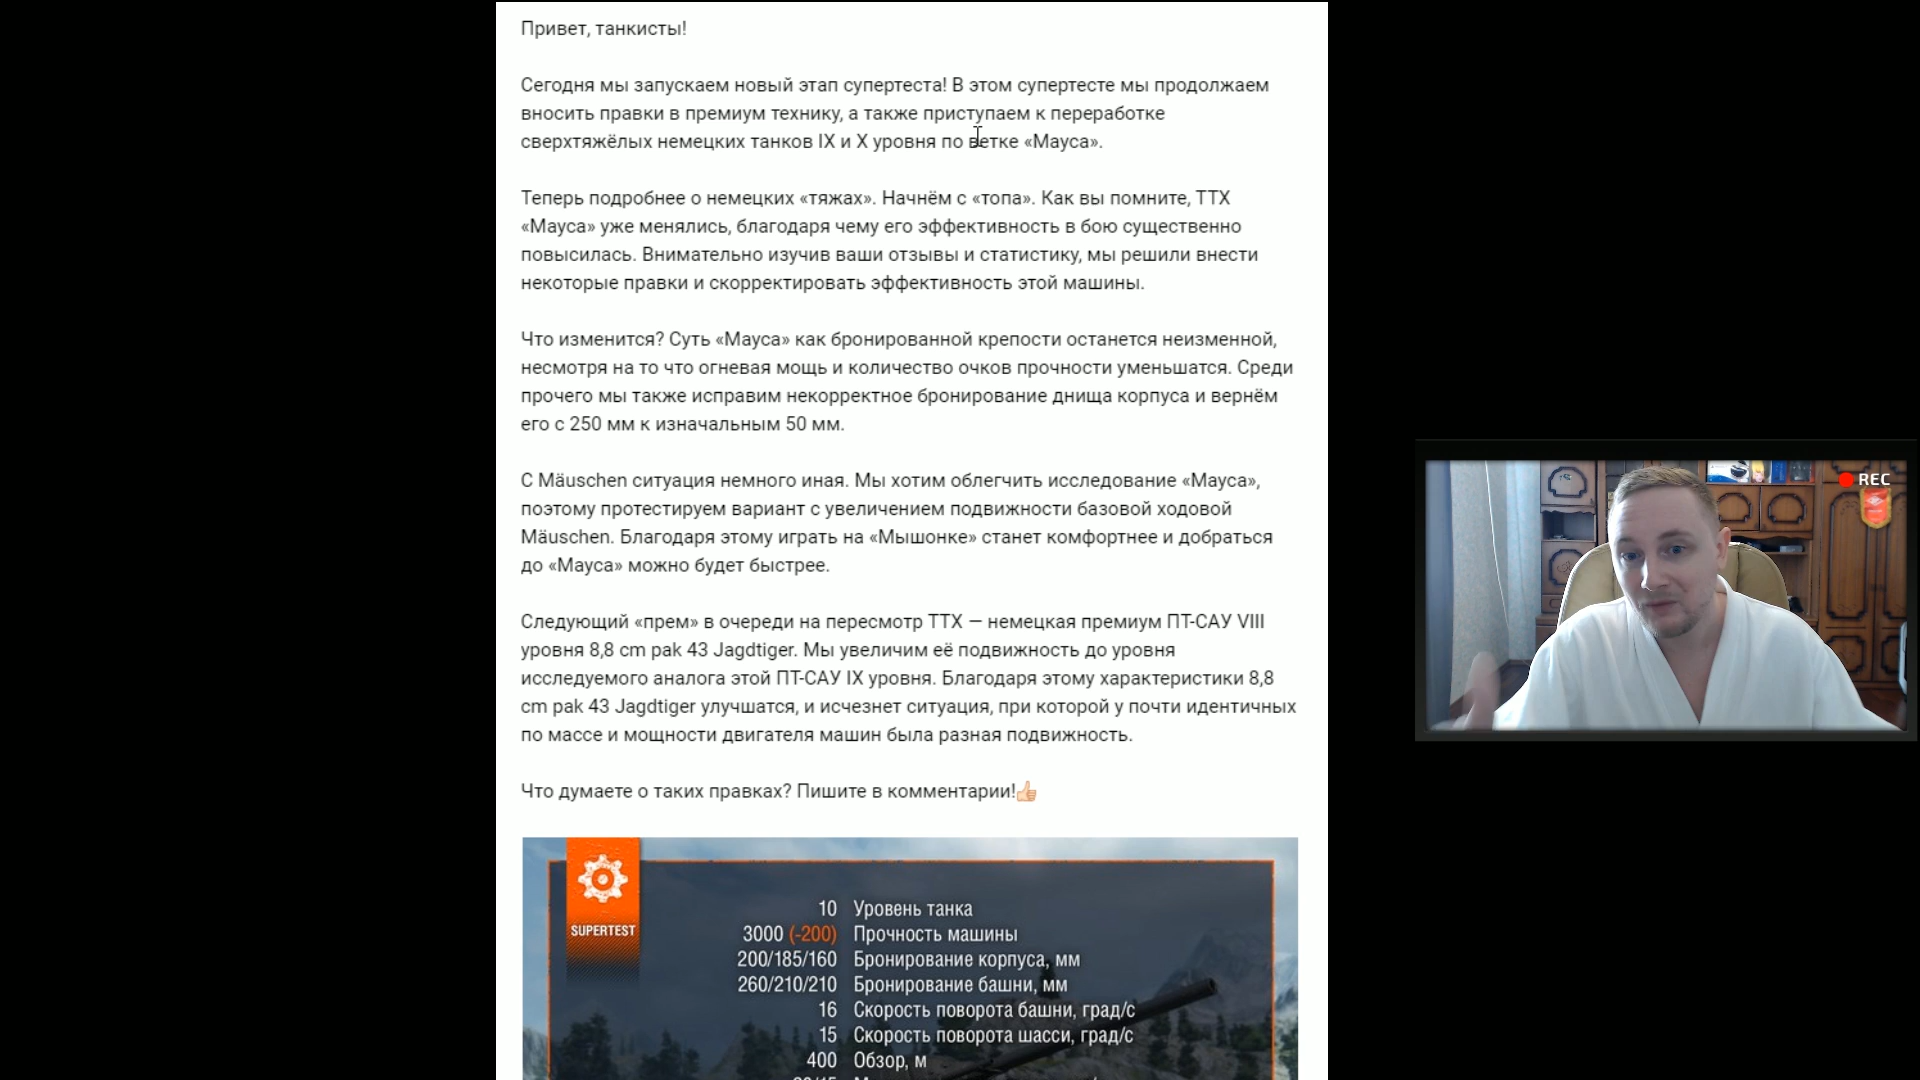 Привет, танкисты!
Сегодня мы запускаем новый этап супертеста! В этом супертесте мы продолжаем
вносить правки в премиум технику, а также приступаем к переработке
сверхтяжёлых немецких танков IX и X уровня по ветке «Мауса».
Теперь подробнее о немецких «тяжах». Начнём с «топа». Как вы помните, ТТХ
«Мауса» уже менялись, благодаря чему его эффективность в бою существенно
повысилась. Внимательно изучив ваши отзывы и статистику, мы решили внести
некоторые правки и скорректировать эффективность этой машины.
Что изменится? Суть «Мауса» как бронированной крепости останется неизменной,
несмотря на то что огневая мощь и количество очков прочности уменьшатся. Среди
прочего мы также исправим некорректное бронирование днища корпуса и вернём
его с 250 мм к изначальным 50 мм.
С Mäuschen ситуация немного иная. Мы хотим облегчить исследование «Мауса»,
поэтому протестируем вариант с увеличением подвижности базовой ходовой
Mäuschen. Благодаря этому играть на «Мышонке» станет комфортнее и добраться
до «Мауса» можно будет быстрее.
Следующий «прем» в очереди на пересмотр ТТХ — немецкая премиум ПТ-САУ VIII
уровня 8,8 cm pak 43 Jagdtiger. Мы увеличим её подвижность до уровня
исследуемого аналога этой ПТ-САУ IX уровня. Благодаря этому характеристики 8,8
cm pak 43 Jagdtiger улучшатся, и исчезнет ситуация, при которой у почти идентичных
по массе и мощности двигателя машин была разная подвижность.
Что думаете о таких правках? Пишите в комментарии!👍🏻
SUPERTEST
10 Уровень танка
3000 (-200) Прочность машины
200/185/160 Бронирование корпуса, мм
260/210/210 Бронирование башни, мм
16 Скорость поворота башни, град/с
15 Скорость поворота шасси, град/с
400 Обзор, м
REC